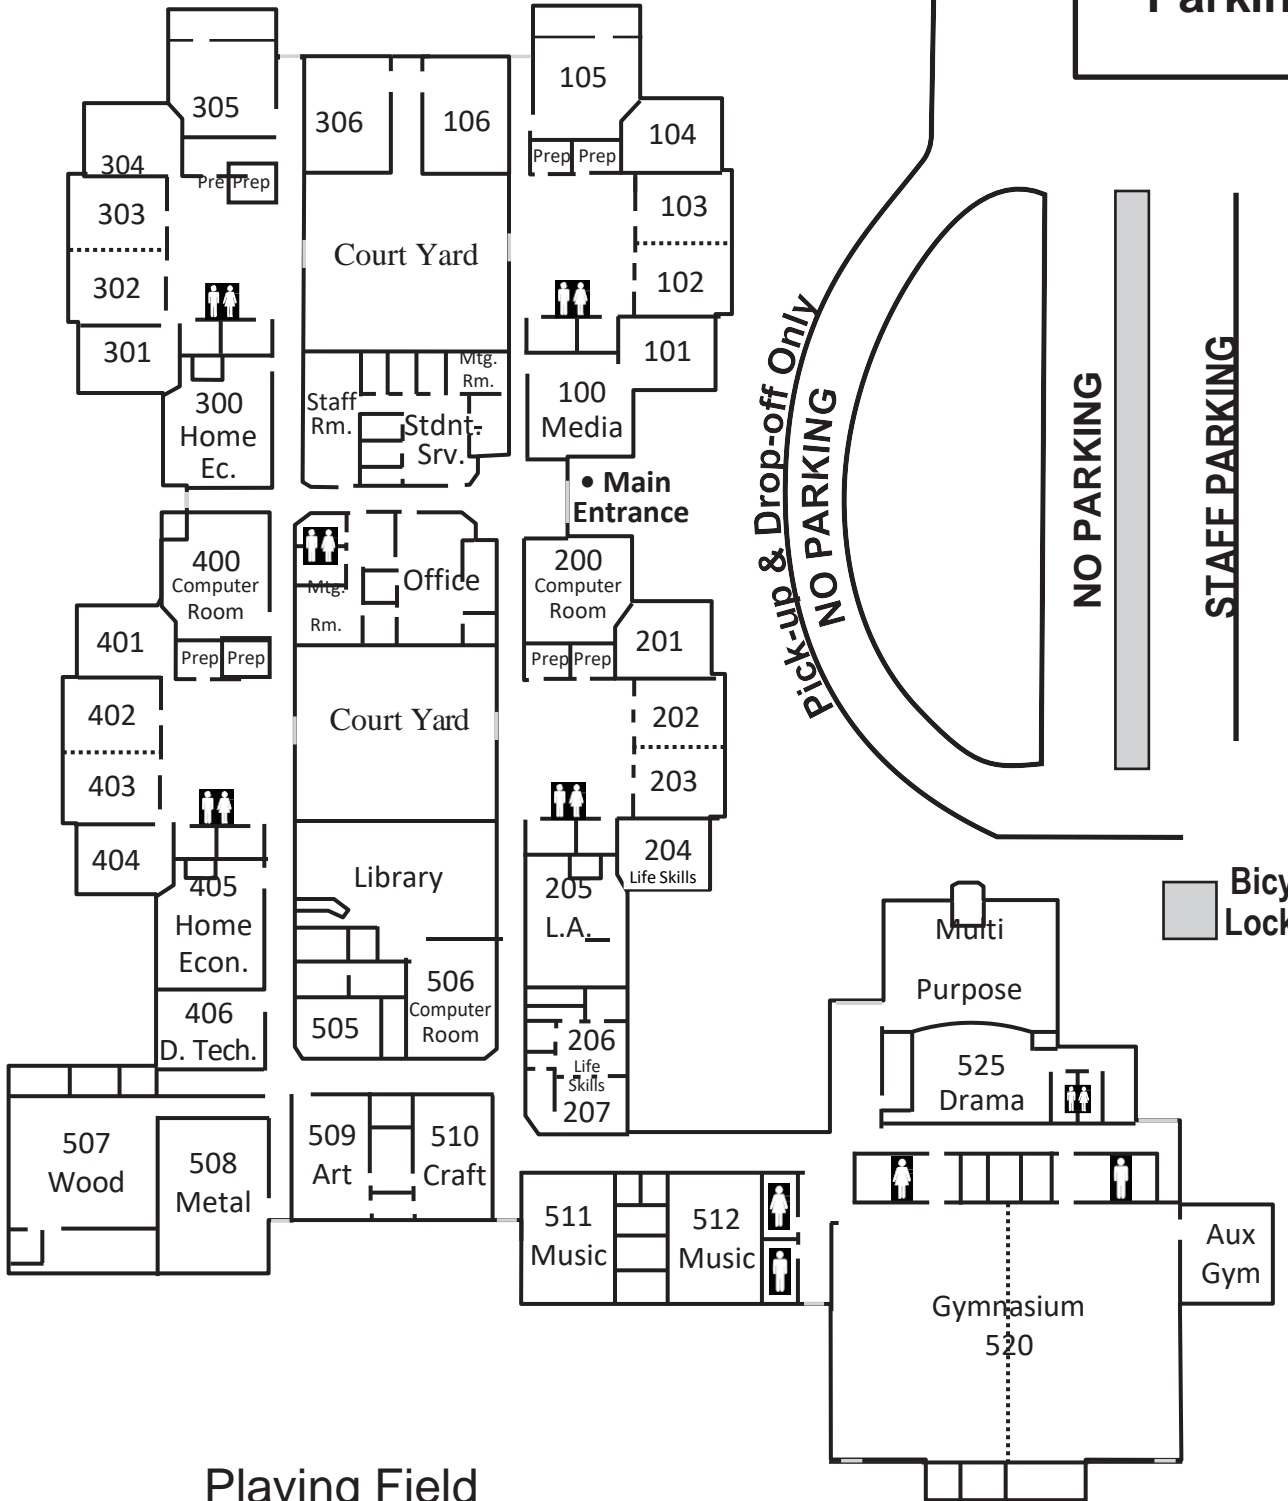 Parkin
305
306
106
105
304
104
Pre
Prep
Prep
Prep
303
103
Court Yard
302
102
301
101
Mtg.
Rm.
300
Home
Ec.
Staff
Rm.
Stdnt-
Srv.
100
Media
• Main
Entrance
Pick-up & Drop-off Only
NO PARKING
NO PARKING
STAFF PARKING
400
Computer
Room
Mtg.
Rm.
Office
200
Computer
Room
401
Prep
Prep
Prep
Prep
201
402
Court Yard
202
403
203
404
Library
204
Life Skills
405
Home
Econ.
205
L.A.
Bicy
Lock
Multi
Purpose
406
D. Tech.
505
506
Computer
Room
206
Life
Skills
207
525
Drama
507
Wood
508
Metal
509
Art
510
Craft
511
Music
512
Music
Aux
Gym
Gymnasium
520
Playing Field